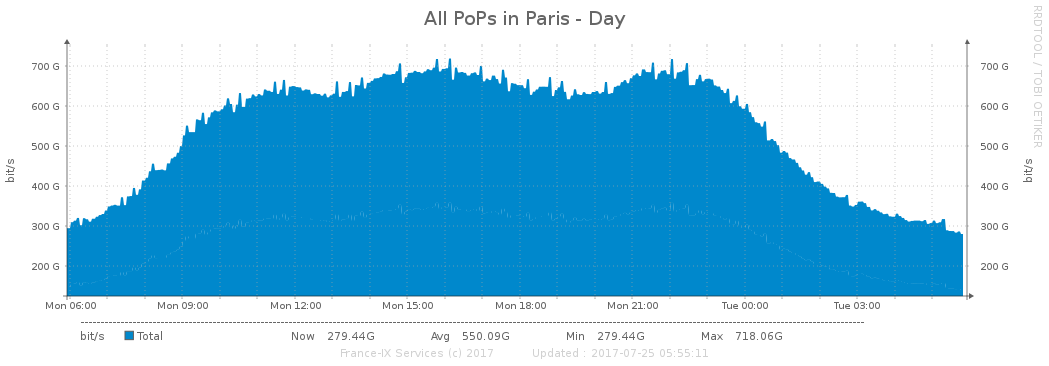 All PoPs in Paris - Day
RRDTOOL / TOBI OETIKER
bit/s
700 G
600 G
500 G
400 G
300 G
200 G
700 G
600 G
500 G
400 G
300 G
200 G
bit/s
Mon 06:00 Mon 09:00 Mon 12:00 Mon 15:00 Mon 18:00 Mon 21:00 Tue 00:00 Tue 03:00
bit/s Total Now 279.44G Avg 550.09G Min 279.44G Max 718.06G
France-IX Services (c) 2017 Updated : 2017-07-25 05:55:11